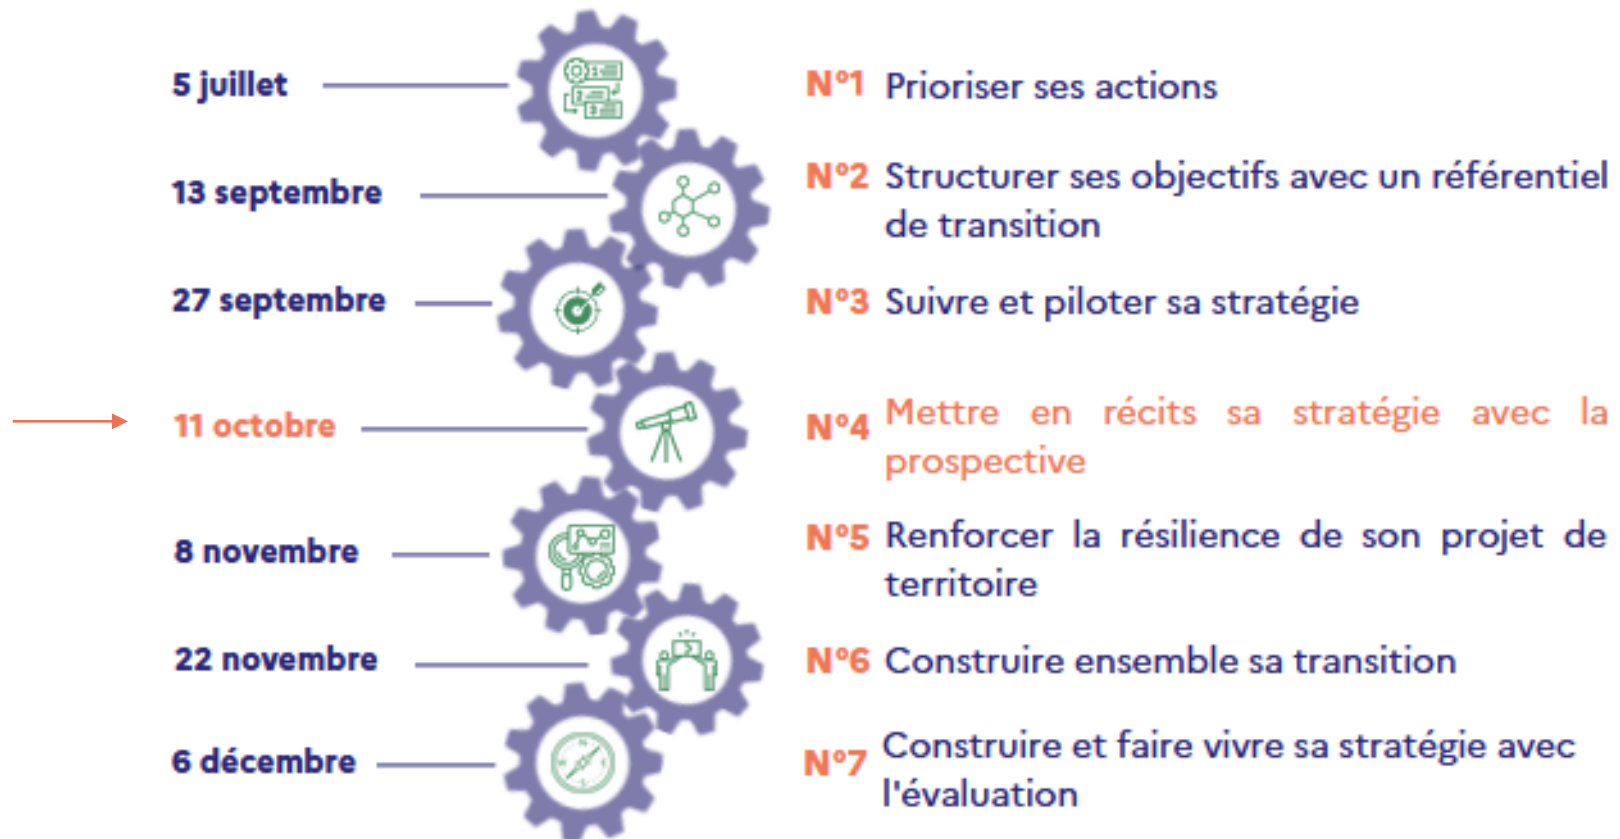 5 juillet
N°1 Prioriser ses actions
13 septembre
N°2 Structurer ses objectifs avec un référentiel
de transition
27 septembre
N°3 Suivre et piloter sa stratégie
11 octobre
N°4 Mettre en récits sa stratégie avec la
prospective
8 novembre
N°5 Renforcer la résilience de son projet de
territoire
22 novembre
N°6 Construire ensemble sa transition
6 décembre
N°7 Construire et faire vivre sa stratégie avec
l'évaluation